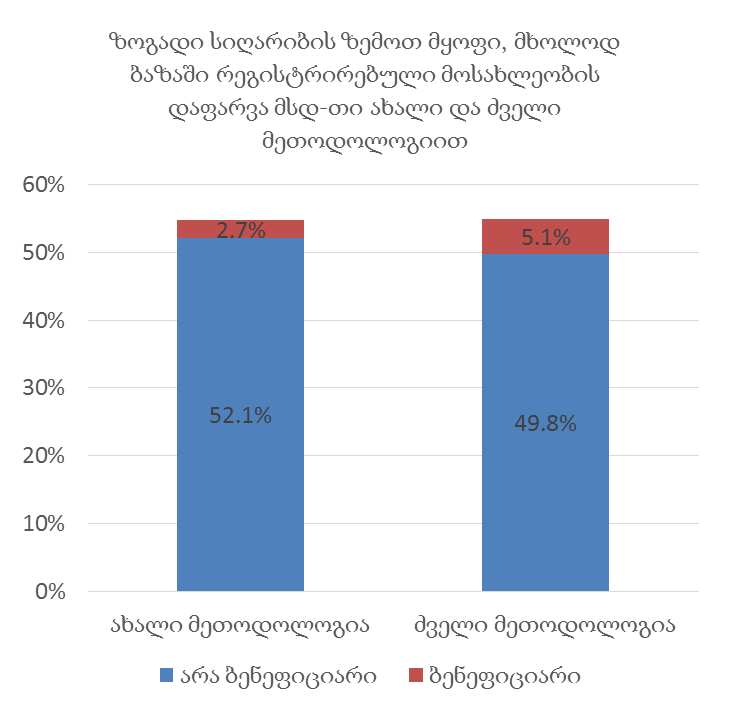 ზოგადი სიღარიბის ზემოთ მყოფი, მხოლოდ
ბაზაში რეგისტრირებული მოსახლეობის
დაფარვა მსდ-თი ახალი და ძველი
მეთოდოლოგიით
60%
50%
40%
30%
20%
10%
0%
2.7%
5.1%
52.1%
49.8%
ახალი მეთოდოლოგია
ძველი მეთოდოლოგია
არა ბენეფიციარი
ბენეფიციარი